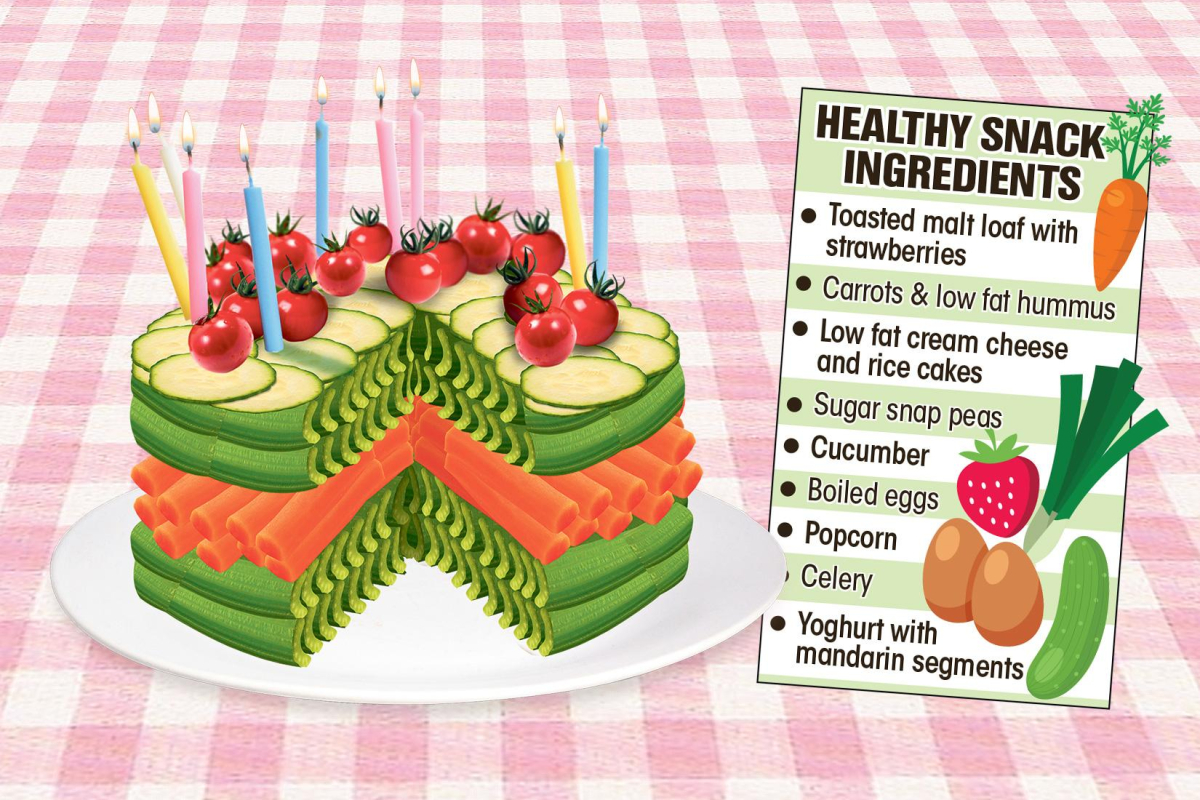 HEALTHY SNACK
INGREDIENTS
● Toasted malt loaf with
strawberries
● Carrots & low fat hummus
● Low fat cream cheese
and rice cakes
● Sugar snap peas
● Cucumber
● Boiled eggs
● Popcorn
● Celery
● Yoghurt with
mandarin segments